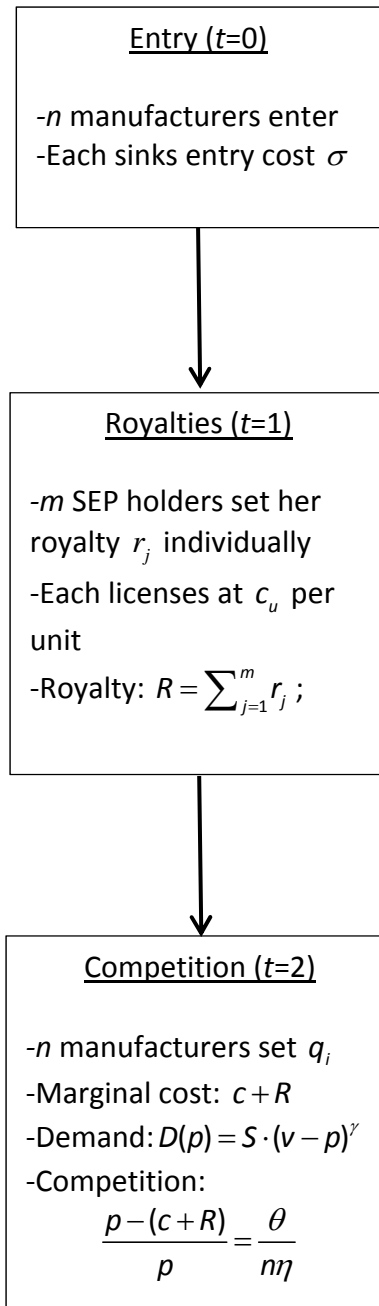 Entry (t=0)
-n manufacturers enter
-Each sinks entry cost σ
Royalties (t=1)
-m SEP holders set her
royalty r_j individually
-Each licenses at c_u per
unit
-Royalty: R = ∑_{j=1}^{m} r_j ;
Competition (t=2)
-n manufacturers set q_i
-Marginal cost: c + R
-Demand: D(p) = S·(v − p)^γ
-Competition:
(p − (c + R))/p = θ/(nη)